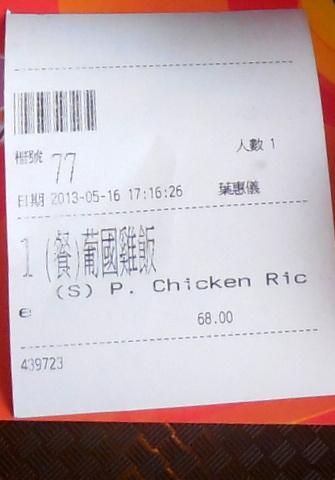 人數 1
檯號 77
日期 2013-05-16 17:16:26 葉惠儀
1 (餐)葡國雞飯
(S) P. Chicken Ric
e
68.00
439723